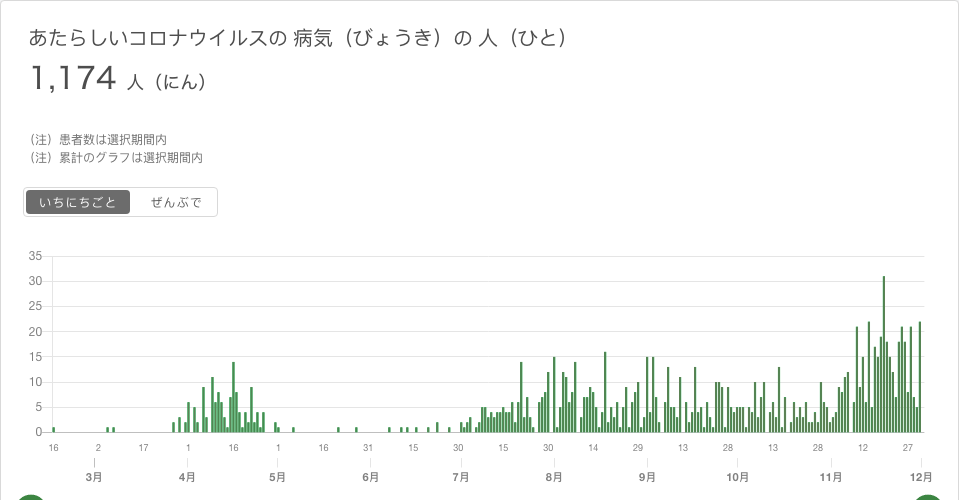 あたらしいコロナウイルスの 病気（びょうき）の 人（ひと）
1,174 人（にん）
（注）患者数は選択期間内
（注）累計のグラフは選択期間内
いちにちごと ぜんぶで
35
30
25
20
15
10
5
0
16 2 17 1 16 1 16 31 15 30 15 30 14 29 13 28 13 28 12 27
3月 4月 5月 6月 7月 8月 9月 10月 11月 12月